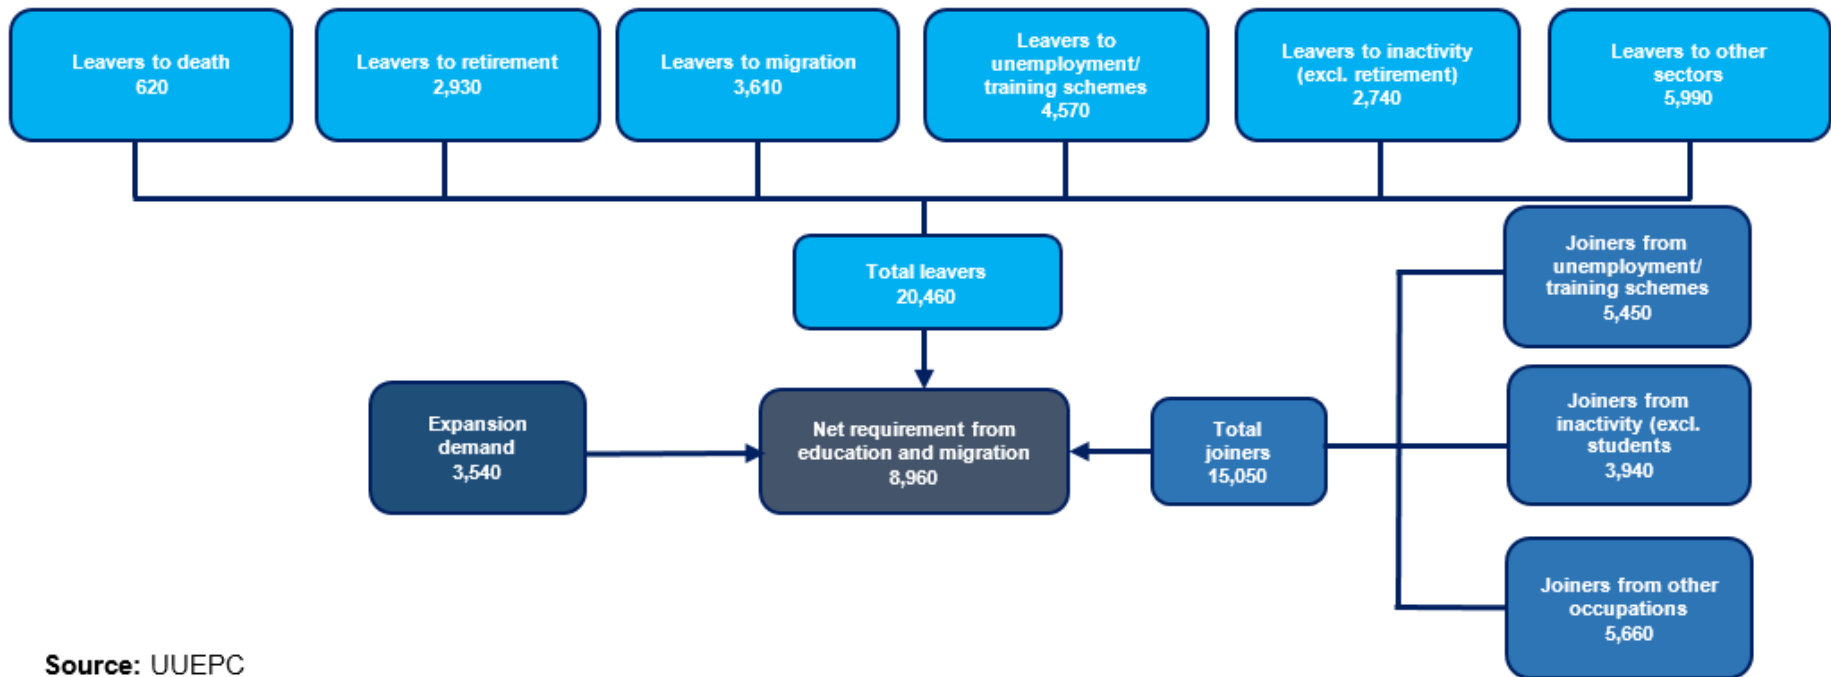 Leavers to death
620
Leavers to retirement
2,930
Leavers to migration
3,610
Leavers to
unemployment/
training schemes
4,570
Leavers to inactivity
(excl. retirement)
2,740
Leavers to other
sectors
5,990
Total leavers
20,460
Joiners from
unemployment/
training schemes
5,450
Expansion
demand
3,540
Net requirement from
education and migration
8,960
Total
joiners
15,050
Joiners from
inactivity (excl.
students
3,940
Joiners from other
occupations
5,660
Source: UUEPC